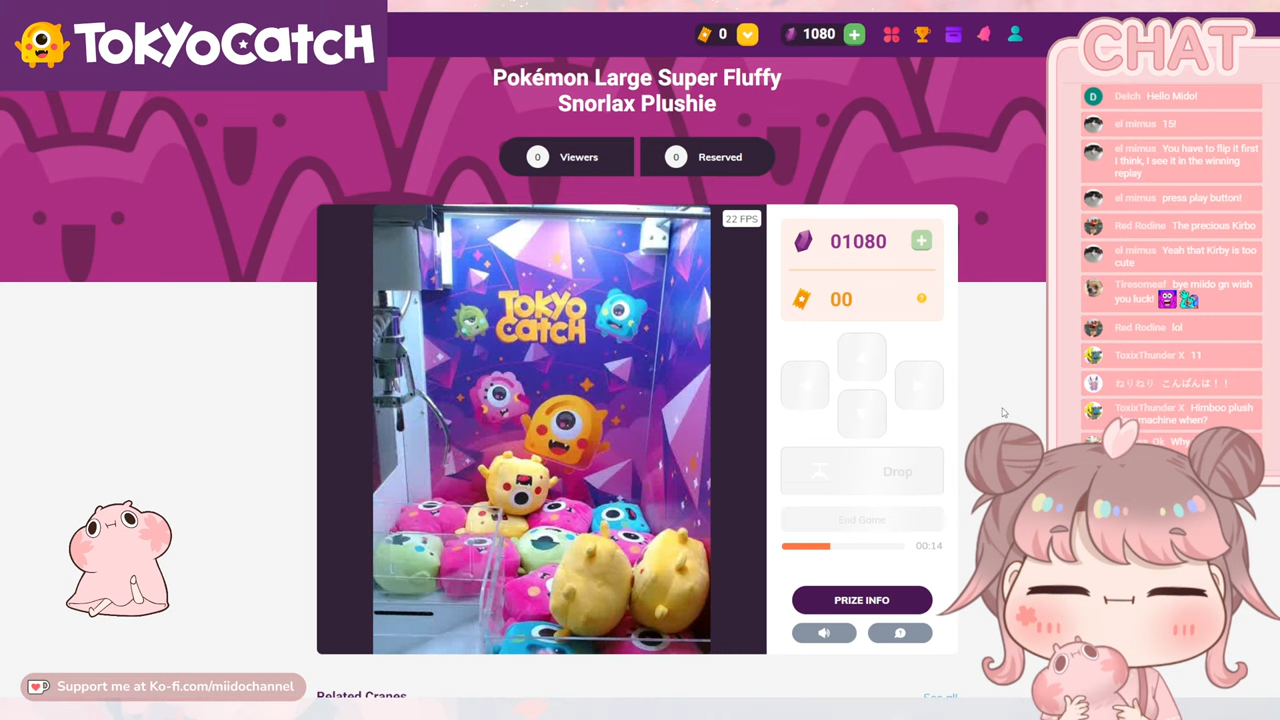 TOKYOCATCH
0
1080
CHAT
Pokémon Large Super Fluffy
Snorlax Plushie
0 Viewers
0 Reserved
22 FPS
TOKYO
CATCH
01080
00
Drop
End Game
00:14
PRIZE INFO
Related Cranes
See all
Support me at Ko-fi.com/miidochannel
D
Dalch Hello Mido!
el mimus 15!
el mimus You have to flip it first
I think, I see it in the winning
replay
el mimus press play button!
Red Rodine The precious Kirbo
el mimus Yeah that Kirby is too
cute
Tiresomeaf bye miido gn wish
you luck!
Red Rodine lol
ToxixThunder X 11
ねりねり こんばんは！！
ToxixThunder X Himboo plush
machine when?
Ok Why